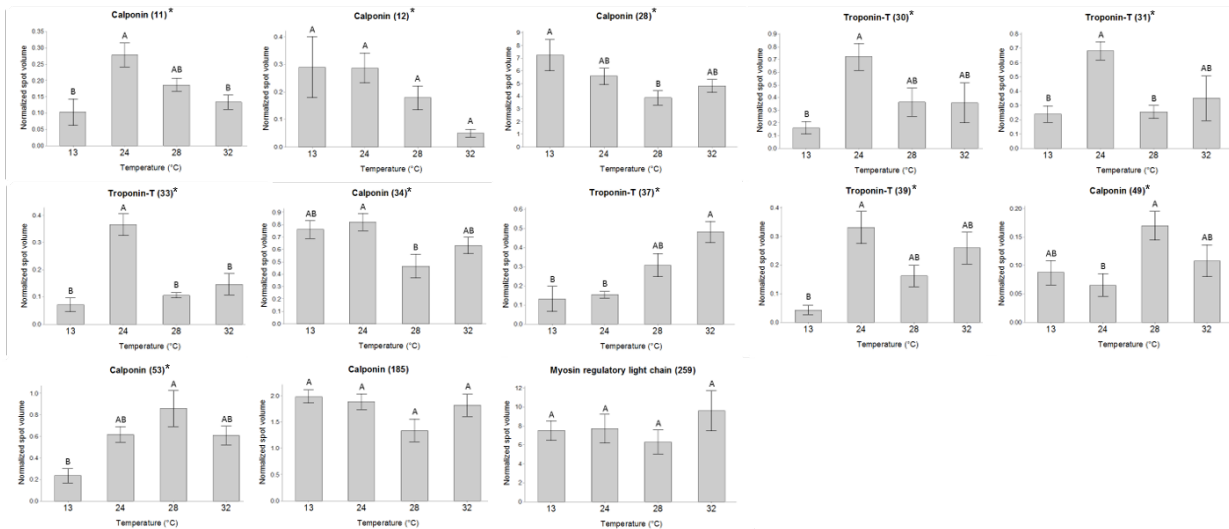 Calponin (11)*
Normalized spot volume
0.35
0.30
0.25
0.20
0.15
0.10
0.05
0.00
B
A
AB
B
13 24 28 32
Temperature (°C)
Calponin (12)*
Normalized spot volume
0.4
0.3
0.2
0.1
0.0
A
A
A
A
13 24 28 32
Temperature (°C)
Calponin (28)*
Normalized spot volume
9
8
7
6
5
4
3
2
1
0
A
AB
B
AB
13 24 28 32
Temperature (°C)
Troponin-T (30)*
Normalized spot volume
0.9
0.8
0.7
0.6
0.5
0.4
0.3
0.2
0.1
0.0
B
A
AB
AB
13 24 28 32
Temperature (°C)
Troponin-T (31)*
Normalized spot volume
0.8
0.7
0.6
0.5
0.4
0.3
0.2
0.1
0.0
B
A
B
AB
13 24 28 32
Temperature (°C)
Troponin-T (33)*
Normalized spot volume
0.4
0.3
0.2
0.1
0.0
B
A
B
B
13 24 28 32
Temperature (°C)
Calponin (34)*
Normalized spot volume
0.9
0.8
0.7
0.6
0.5
0.4
0.3
0.2
0.1
0.0
AB
A
B
AB
13 24 28 32
Temperature (°C)
Troponin-T (37)*
Normalized spot volume
0.6
0.5
0.4
0.3
0.2
0.1
0.0
B
B
AB
A
13 24 28 32
Temperature (°C)
Troponin-T (39)*
Normalized spot volume
0.4
0.3
0.2
0.1
0.0
B
A
AB
AB
13 24 28 32
Temperature (°C)
Calponin (49)*
Normalized spot volume
0.20
0.15
0.10
0.05
0.00
AB
B
A
AB
13 24 28 32
Temperature (°C)
Calponin (53)*
Normalized spot volume
1.0
0.8
0.6
0.4
0.2
0.0
B
AB
A
AB
13 24 28 32
Temperature (°C)
Calponin (185)
Normalized spot volume
2.0
1.5
1.0
0.5
0.0
A
A
A
A
13 24 28 32
Temperature (°C)
Myosin regulatory light chain (259)
Normalized spot volume
12
10
8
6
4
2
0
A
A
A
A
13 24 28 32
Temperature (°C)